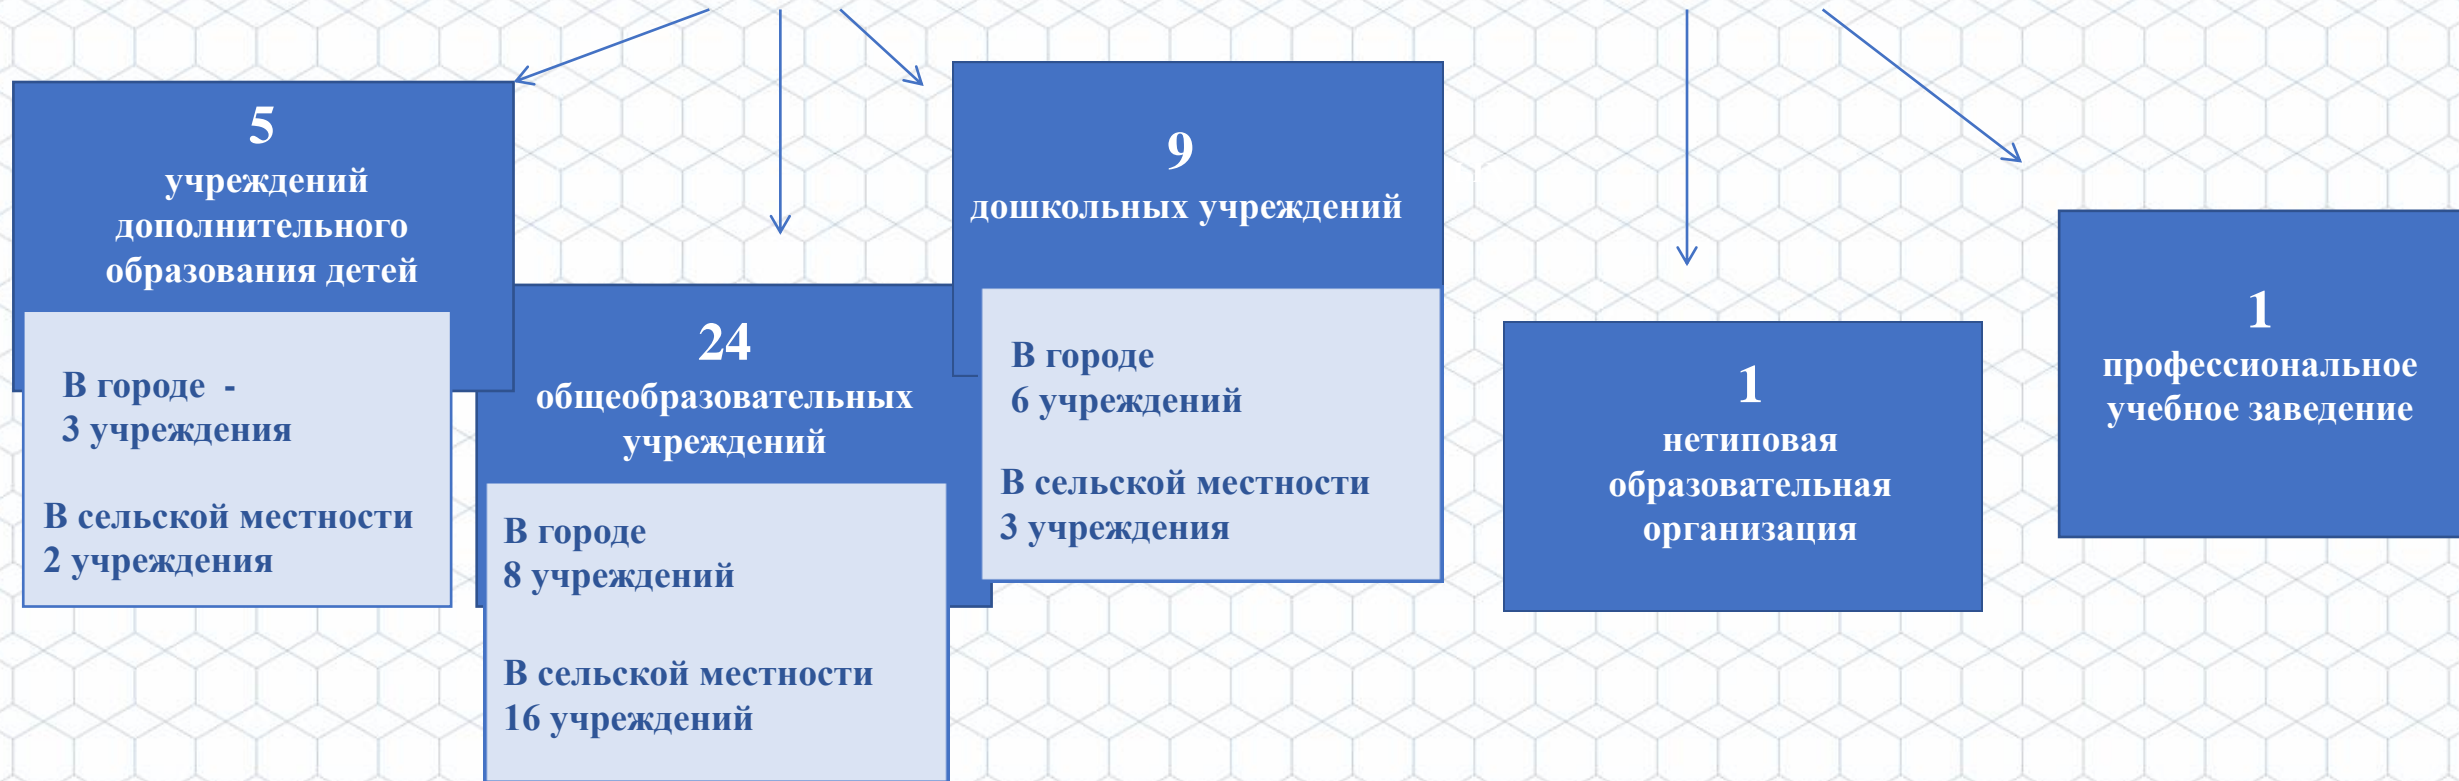 5
учреждений
дополнительного
образования детей
В городе  -
3 учреждения
В сельской местности
2 учреждения
24
общеобразовательных
учреждений
В городе
8 учреждений
В сельской местности
16 учреждений
9
дошкольных учреждений
В городе
6 учреждений
В сельской местности
3 учреждения
1
нетиповая
образовательная
организация
1
профессиональное
учебное заведение